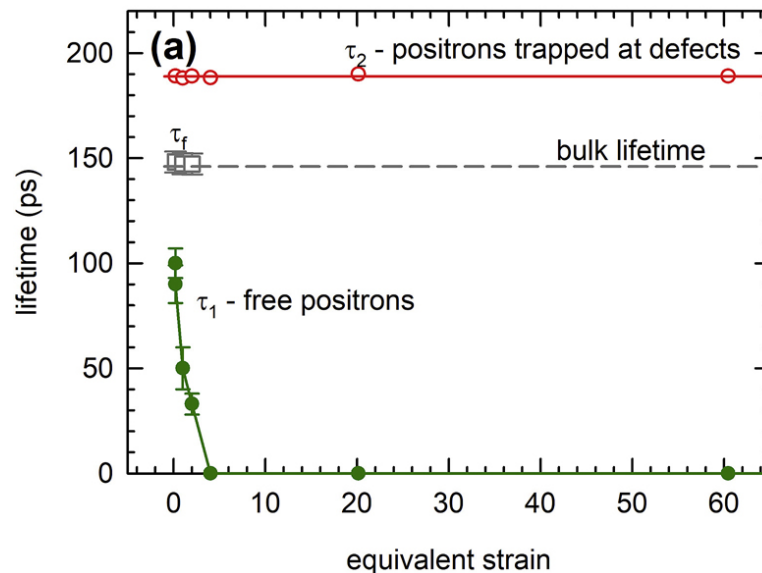 (a)
τ2 - positrons trapped at defects
τf
bulk lifetime
τ1 - free positrons
lifetime (ps)
200
150
100
50
0
0 10 20 30 40 50 60
equivalent strain